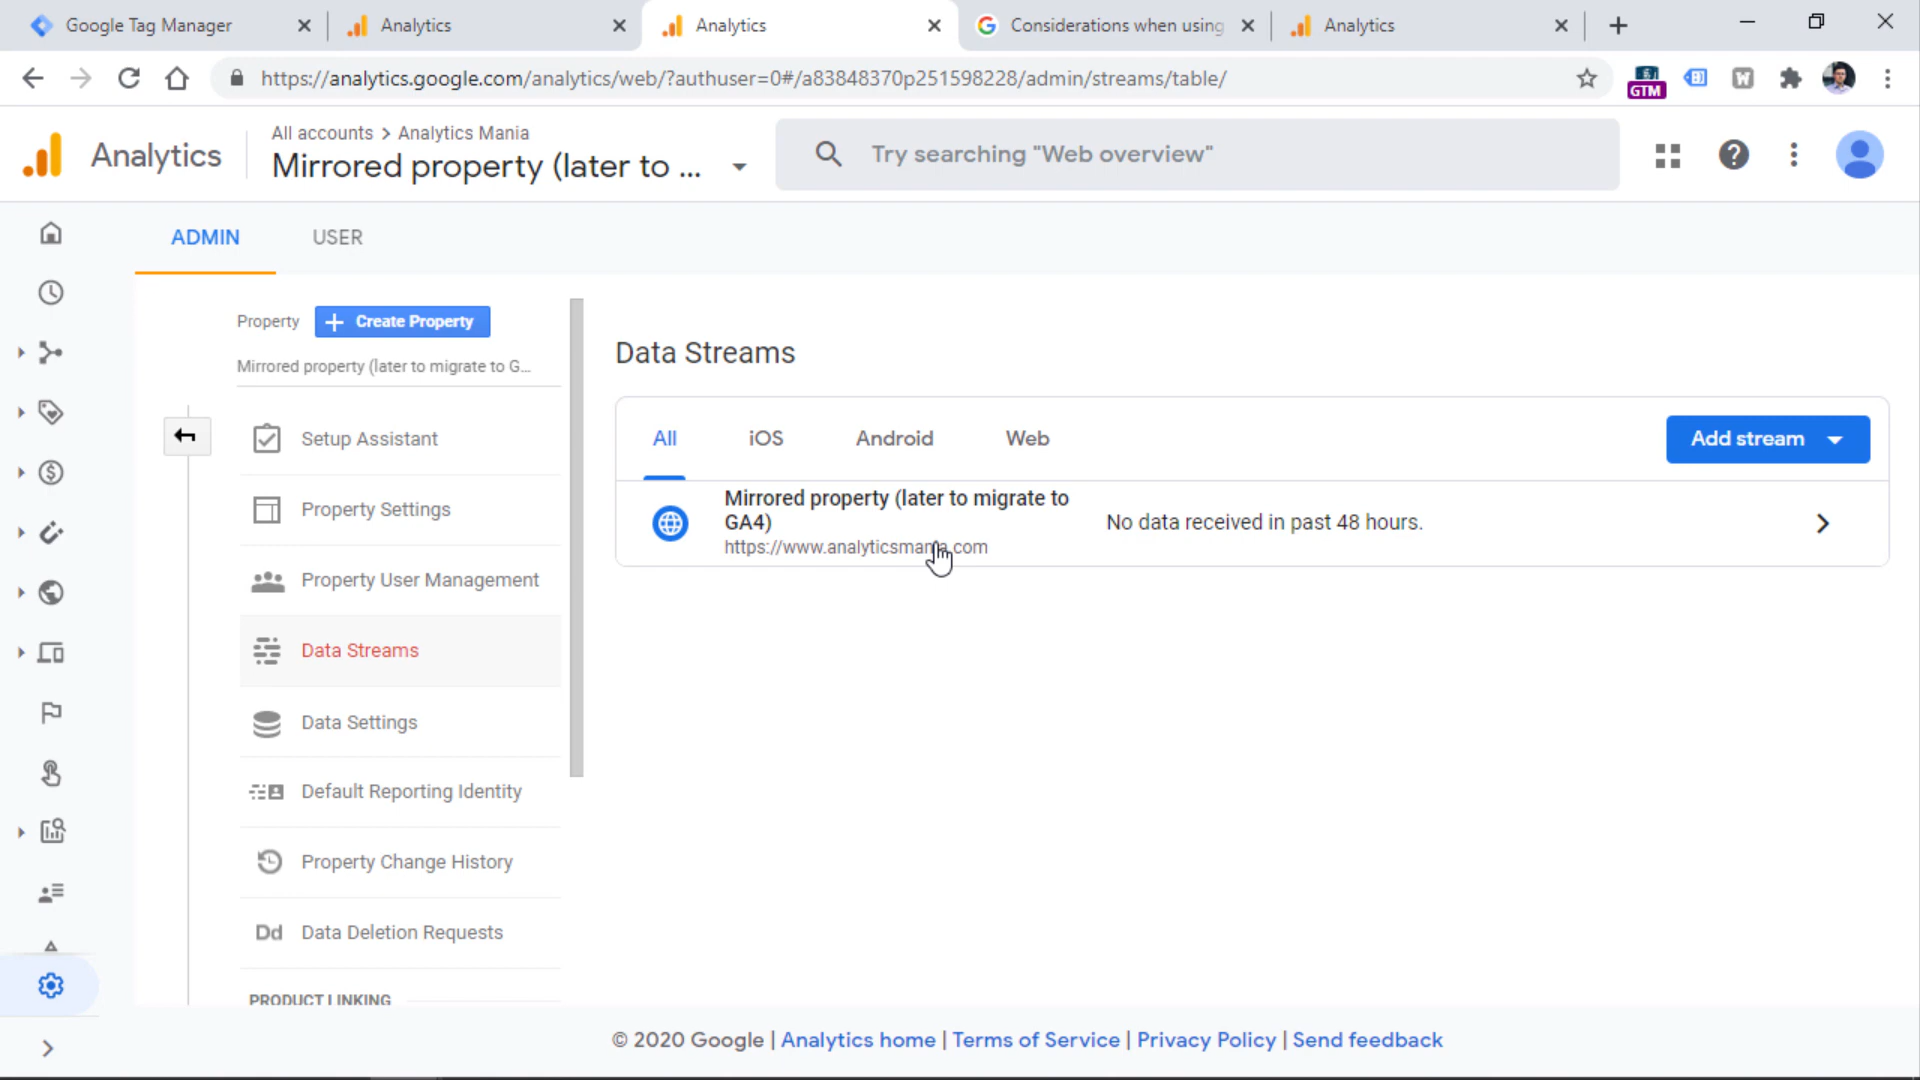 Google Tag Manager
Analytics
Analytics
Considerations when using
Analytics
https://analytics.google.com/analytics/web/?authuser=0#/a83848370p251598228/admin/streams/table/
GTM
W
Analytics
All accounts > Analytics Mania
Mirrored property (later to ...
Try searching "Web overview"
ADMIN
USER
Property
Create Property
Mirrored property (later to migrate to G...
Setup Assistant
Property Settings
Property User Management
Data Streams
Data Settings
Default Reporting Identity
Property Change History
Dd Data Deletion Requests
PRODUCT LINKING
Data Streams
All
iOS
Android
Web
Add stream
Mirrored property (later to migrate to
GA4)
https://www.analyticsmania.com
No data received in past 48 hours.
© 2020 Google | Analytics home | Terms of Service | Privacy Policy | Send feedback